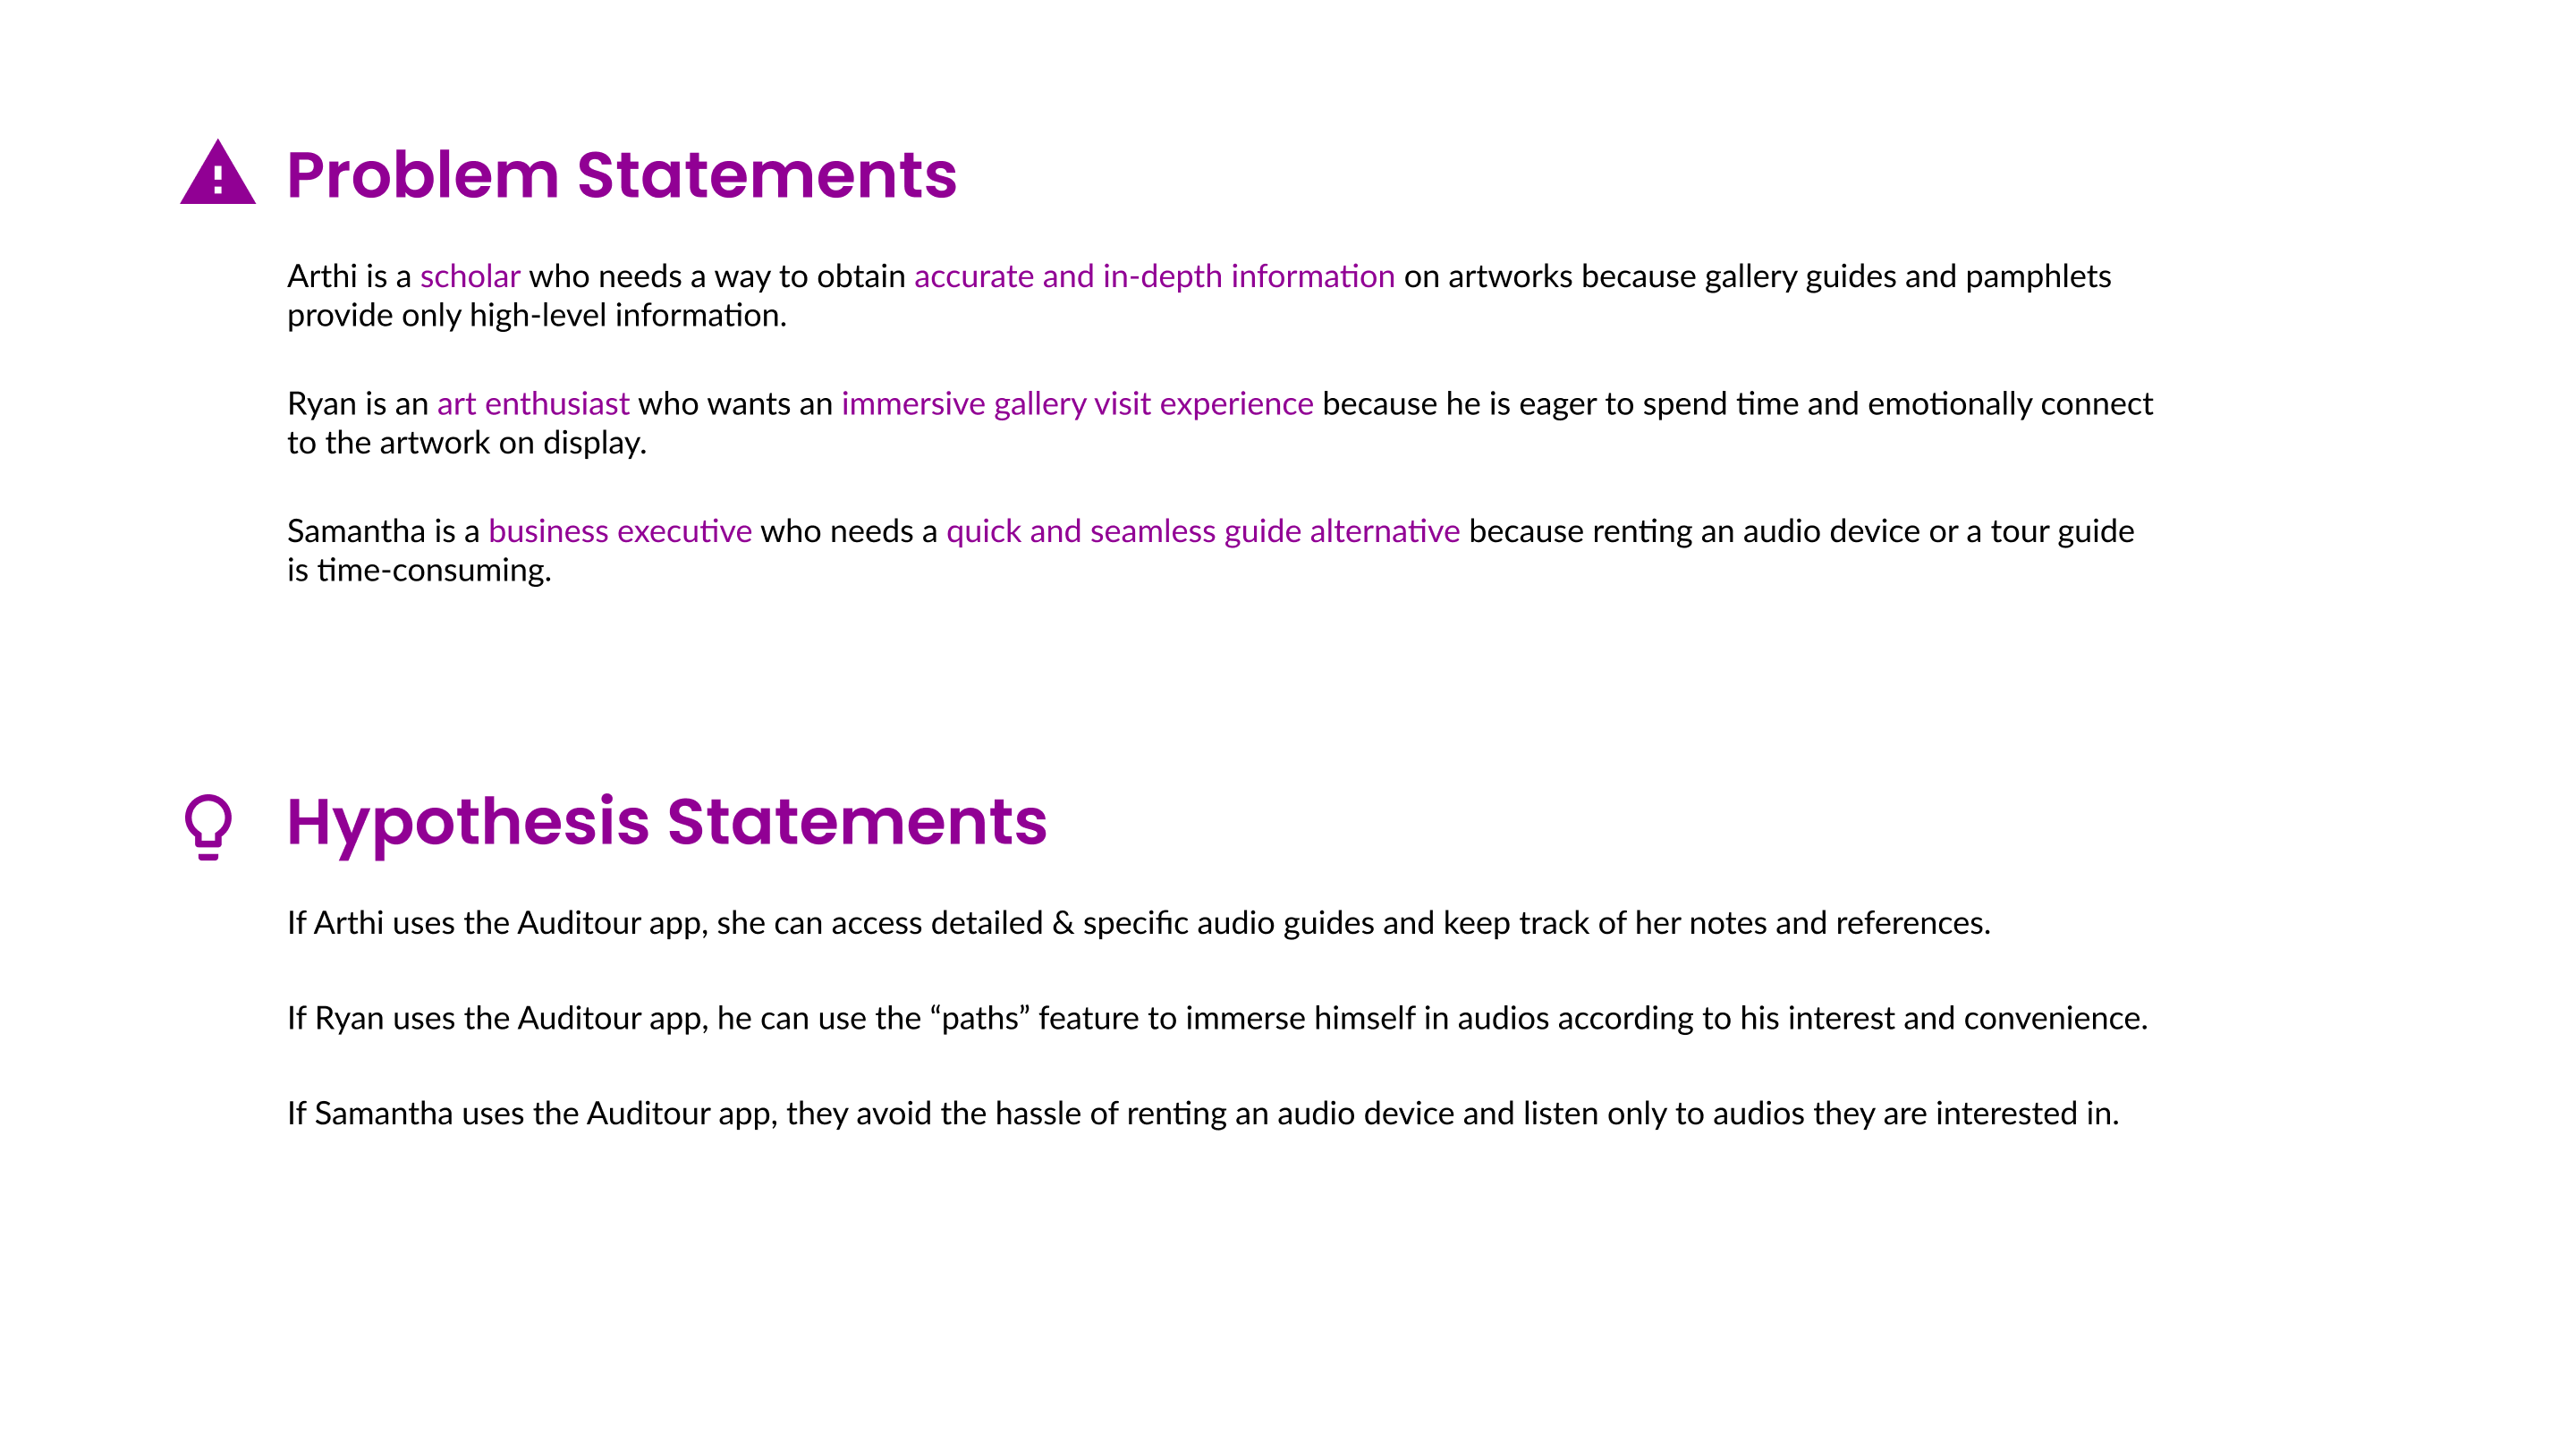 Problem Statements
Arthi is a scholar who needs a way to obtain accurate and in-depth information on artworks because gallery guides and pamphlets
provide only high-level information.
Ryan is an art enthusiast who wants an immersive gallery visit experience because he is eager to spend time and emotionally connect
to the artwork on display.
Samantha is a business executive who needs a quick and seamless guide alternative because renting an audio device or a tour guide
is time-consuming.
Hypothesis Statements
If Arthi uses the Auditour app, she can access detailed & specific audio guides and keep track of her notes and references.
If Ryan uses the Auditour app, he can use the “paths” feature to immerse himself in audios according to his interest and convenience.
If Samantha uses the Auditour app, they avoid the hassle of renting an audio device and listen only to audios they are interested in.